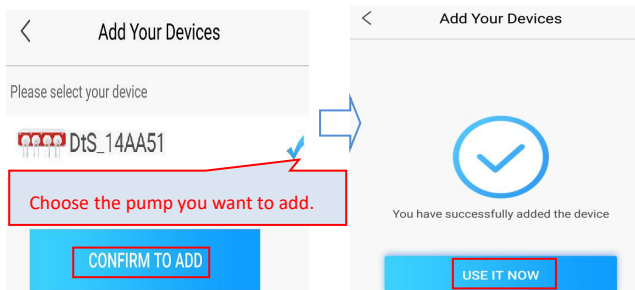 Add Your Devices
Please select your device
DtS_14AA51
Choose the pump you want to add.
CONFIRM TO ADD
Add Your Devices
You have successfully added the device
USE IT NOW